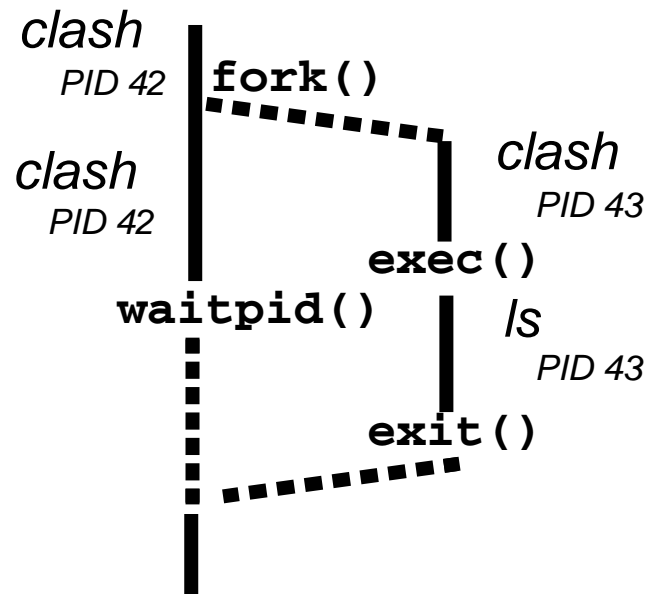 clash
PID 42
fork()
clash
PID 42
clash
PID 43
exec()
waitpid()
ls
PID 43
exit()